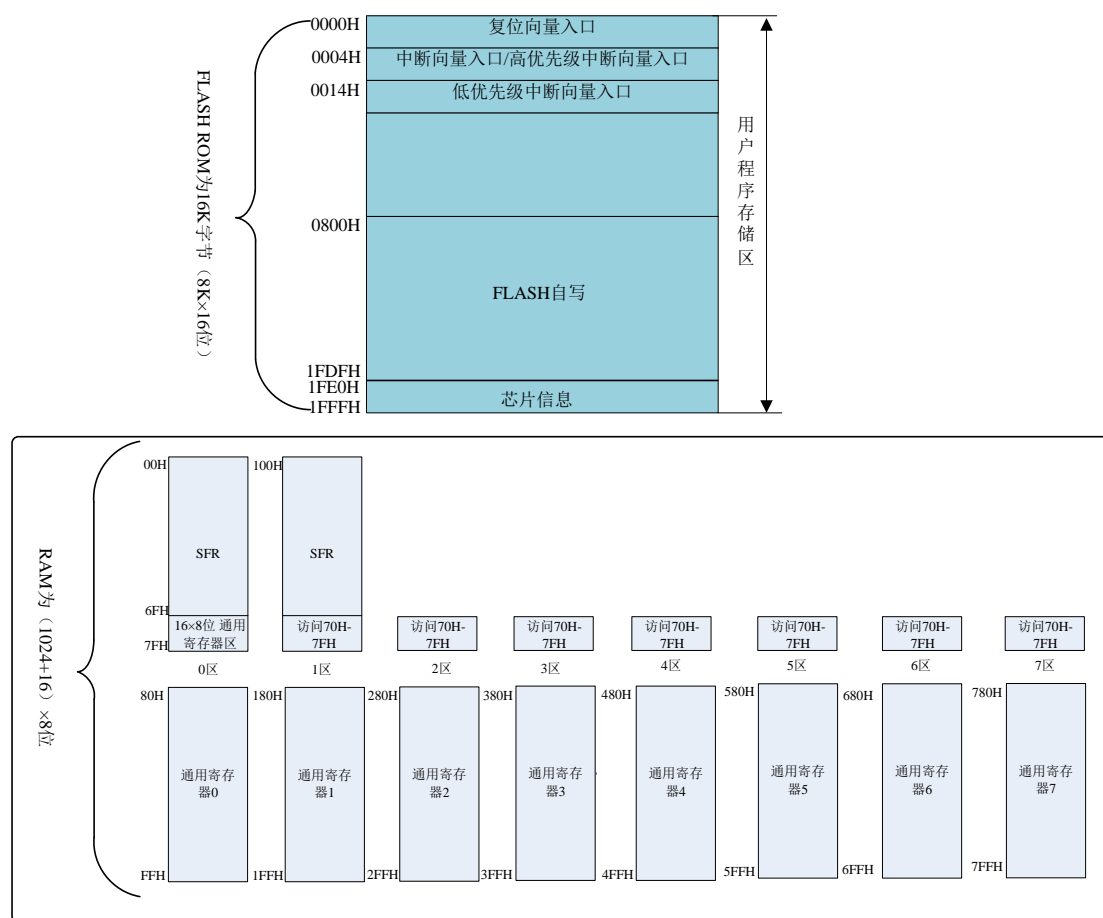 0000H
复位向量入口
0004H
中断向量入口/高优先级中断向量入口
0014H
低优先级中断向量入口
FLASH ROM为16K字节（8K×16位）
用户程序存储区
0800H
FLASH自写
1FDFH
1FE0H
芯片信息
1FFFH
RAM为（1024+16）×8位
00H
100H
SFR
SFR
6FH
7FH
16×8位 通用
寄存器区
访问70H-
7FH
访问70H-
7FH
访问70H-
7FH
访问70H-
7FH
访问70H-
7FH
访问70H-
7FH
访问70H-
7FH
0区
1区
2区
3区
4区
5区
6区
7区
80H
180H
280H
380H
480H
580H
680H
780H
通用寄存
器0
通用寄存
器1
通用寄存
器2
通用寄存
器3
通用寄存
器4
通用寄存
器5
通用寄存
器6
通用寄存
器7
FFH
1FFH
2FFH
3FFH
4FFH
5FFH
6FFH
7FFH